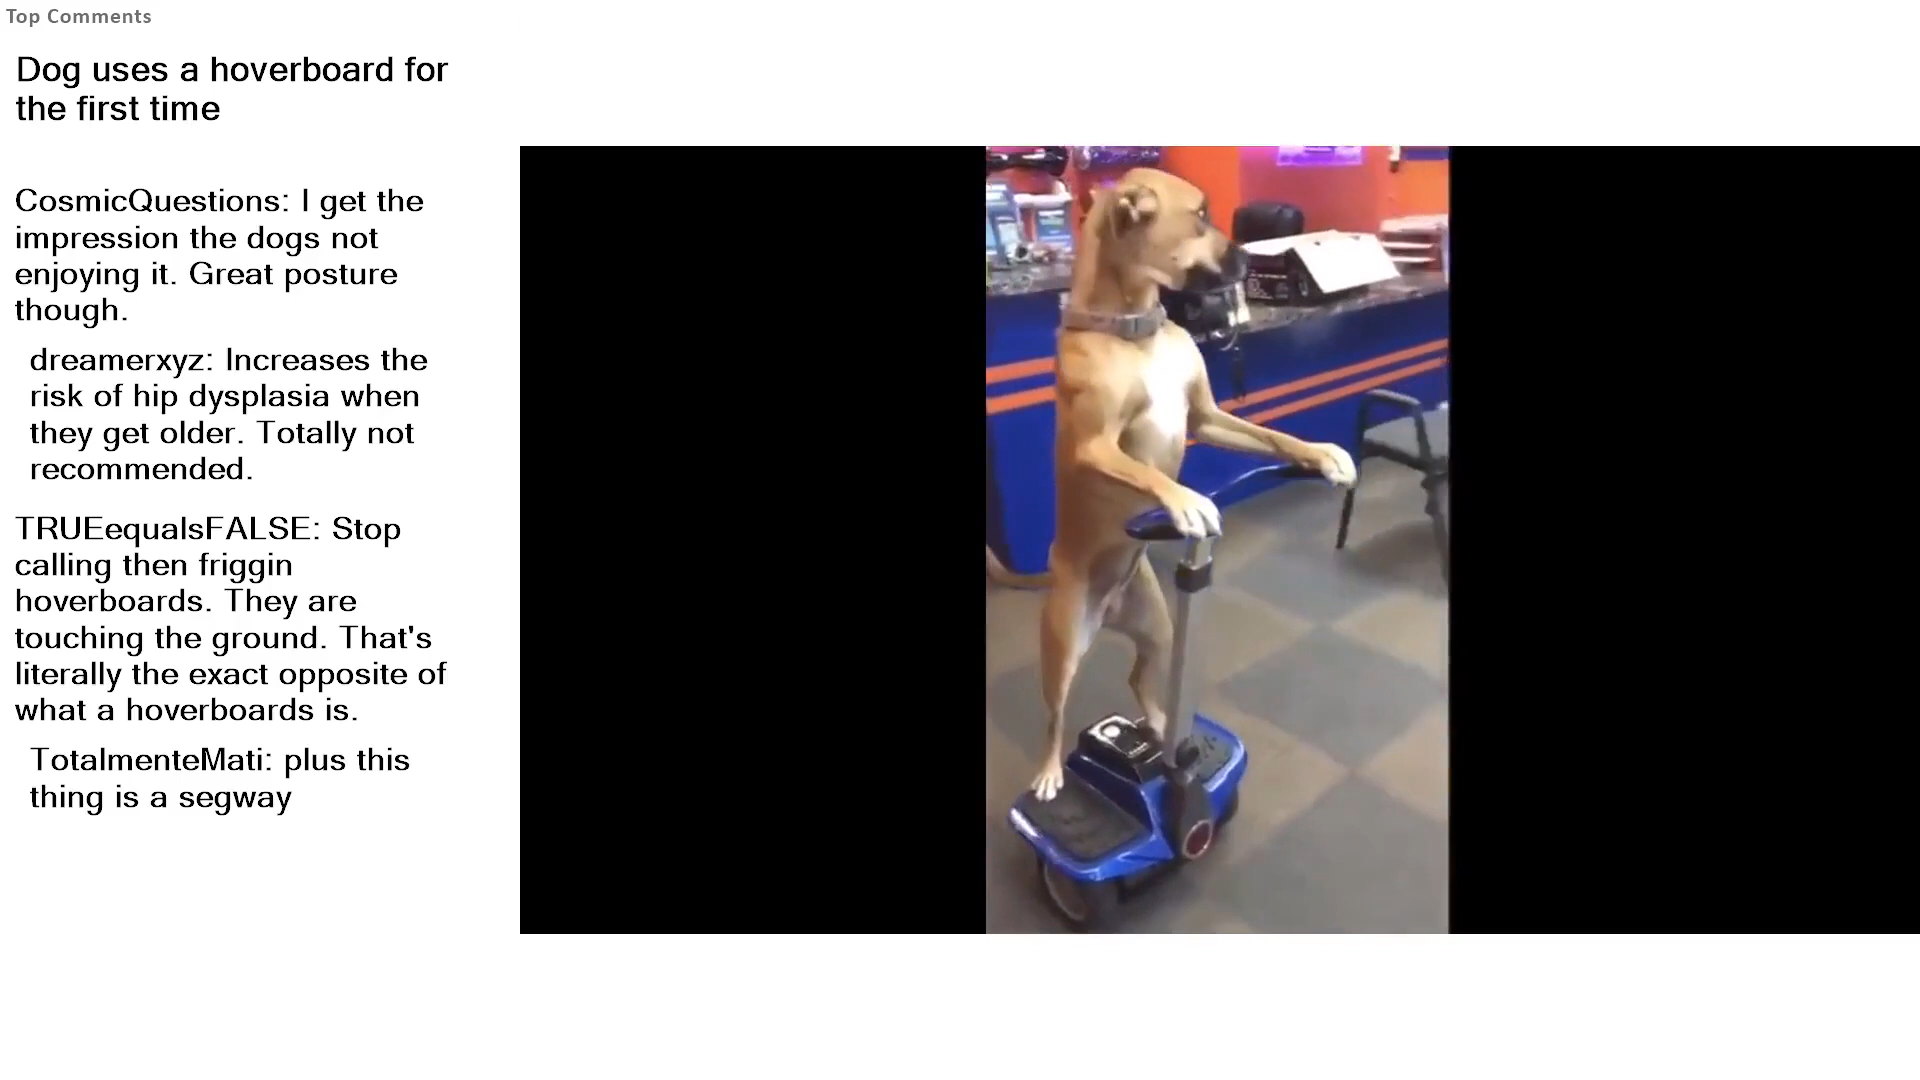 Top Comments
Dog uses a hoverboard for
the first time
CosmicQuestions: I get the
impression the dogs not
enjoying it. Great posture
though.
dreamerxyz: Increases the
risk of hip dysplasia when
they get older. Totally not
recommended.
TRUEequalsFALSE: Stop
calling then friggin
hoverboards. They are
touching the ground. That's
literally the exact opposite of
what a hoverboards is.
TotalmenteMati: plus this
thing is a segway